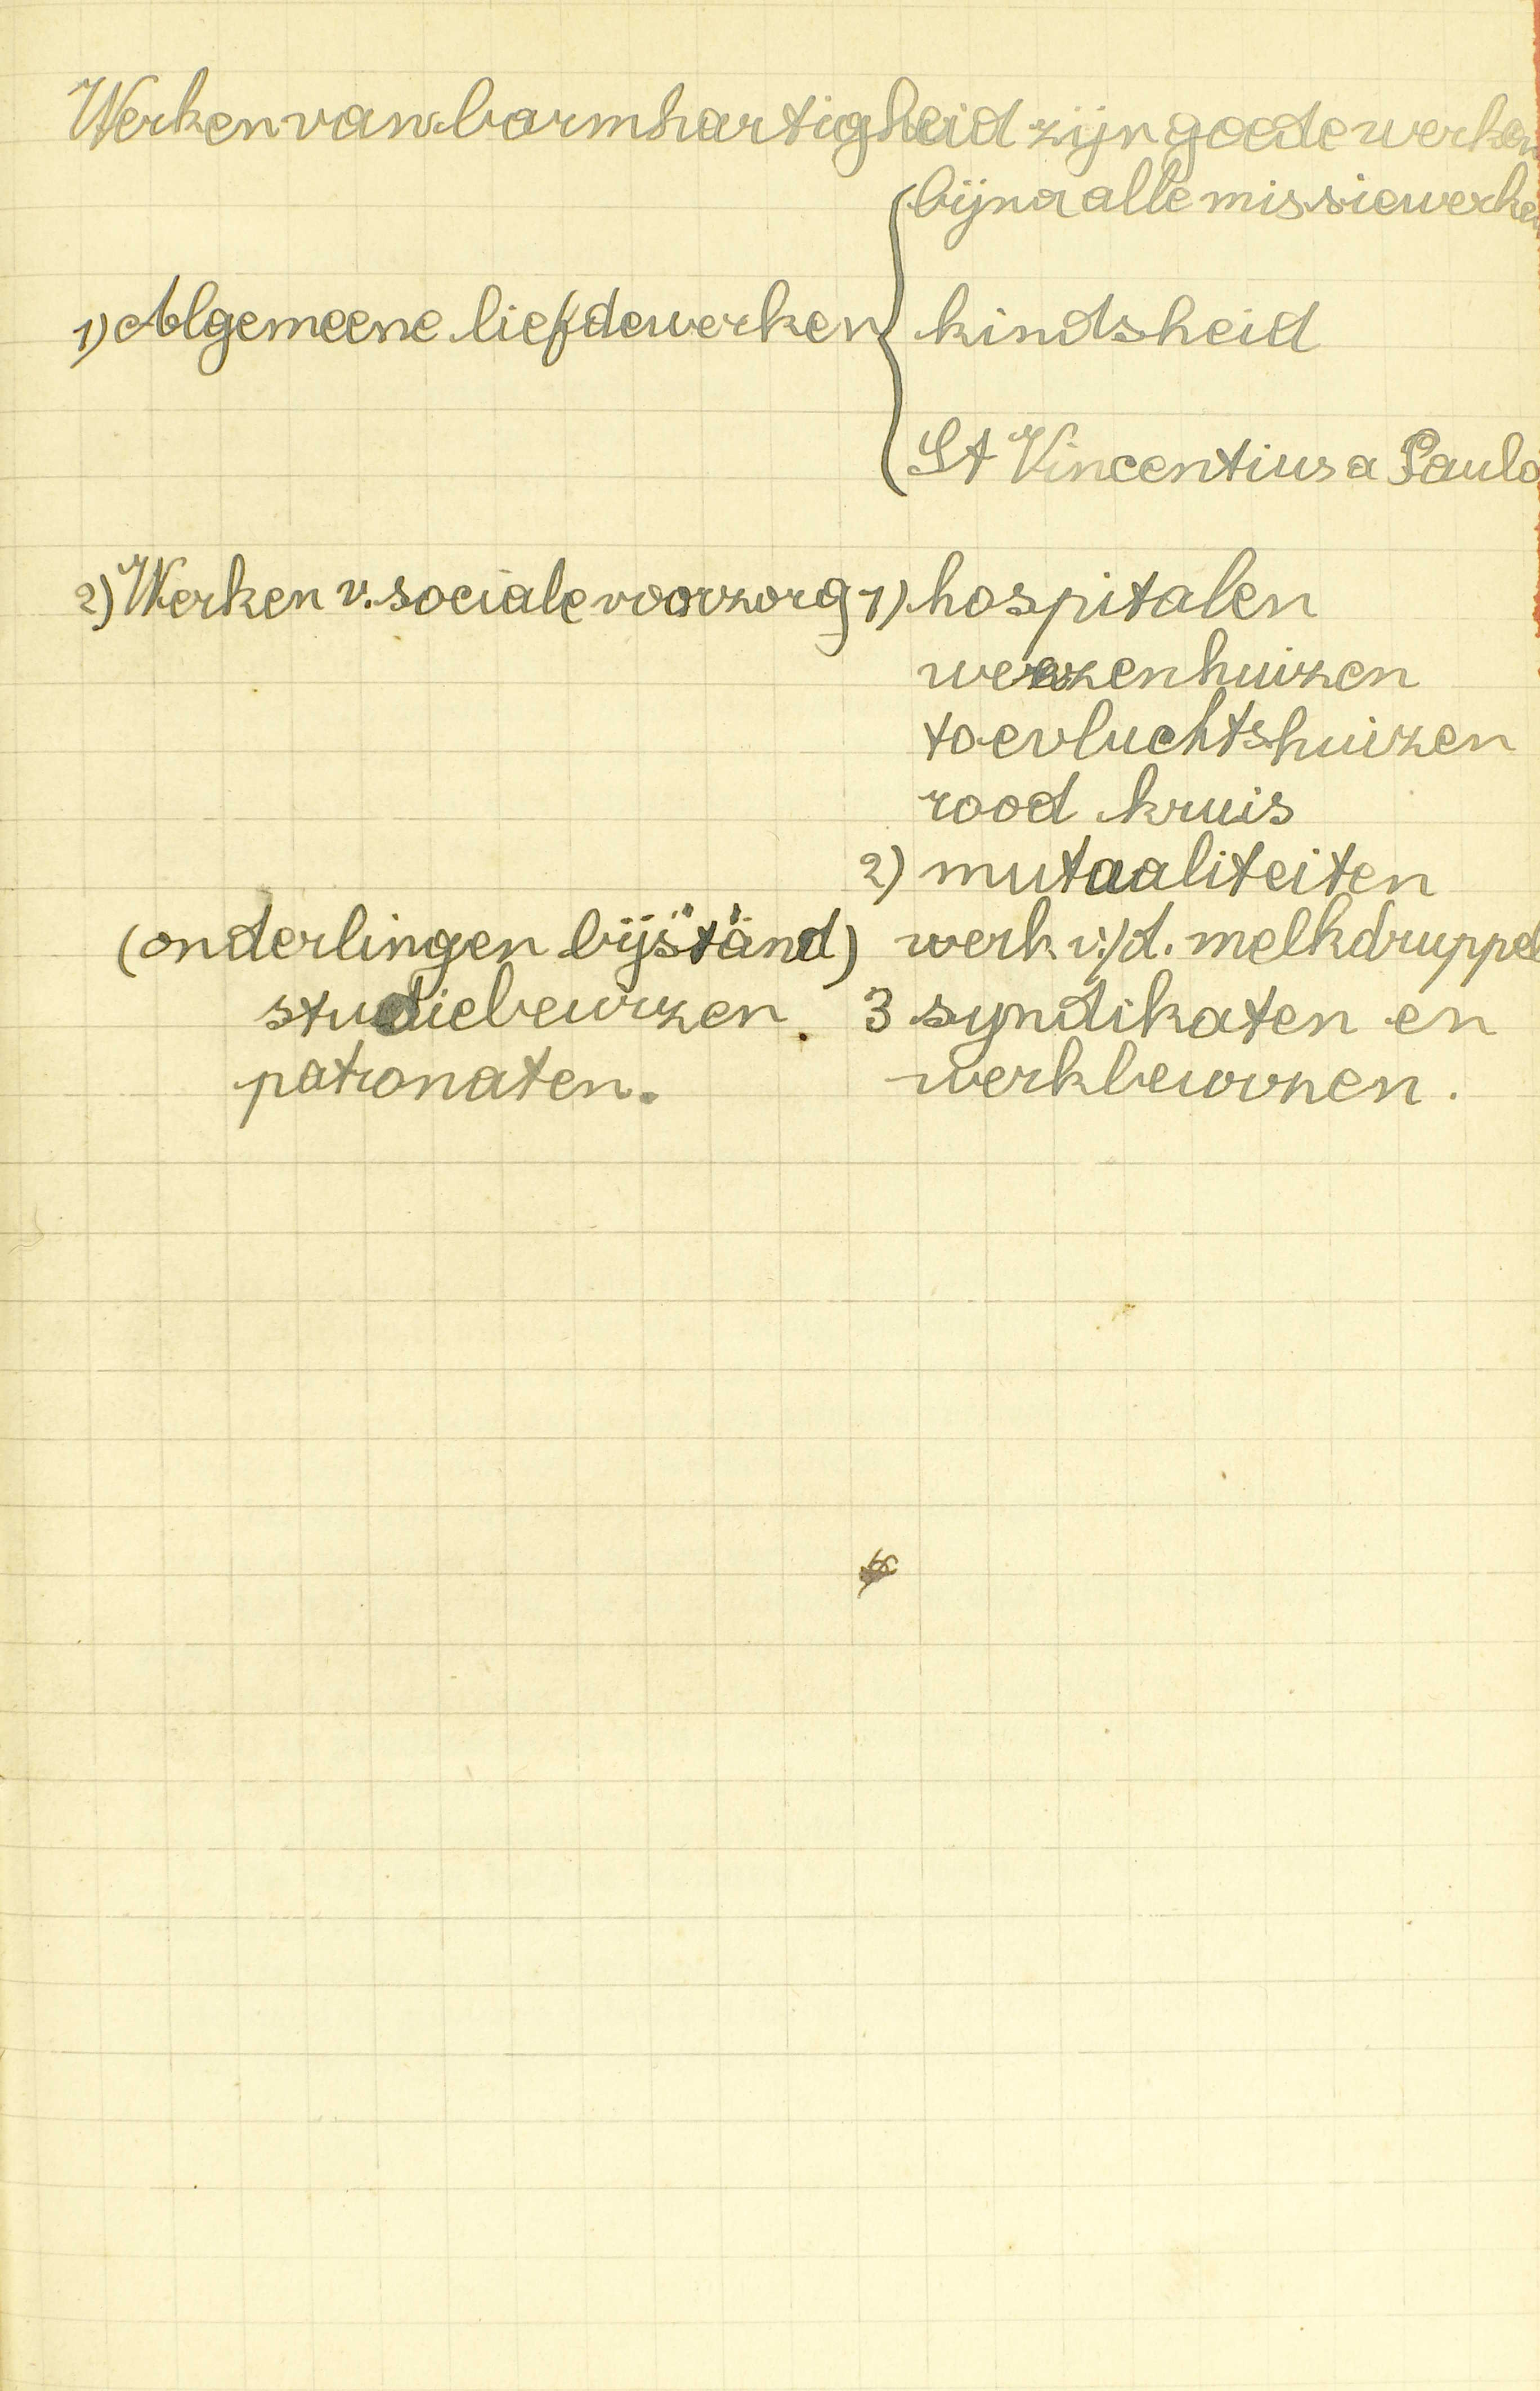 Werken van barmhartigheid zijn goede werken
bijna alle missiewerken
1) Algemeene liefdewerken kindsheid
St Vincentius a Paulo
2) Werken v. sociale voorzorg 1) hospitalen
weezenhuizen
toevluchtshuizen
rood kruis
2) mutualiteiten
(onderlingen bijstand) werk v/d. melkdruppel
studiebeurzen. 3 syndikaten en
patronaten. werkbeurzen.